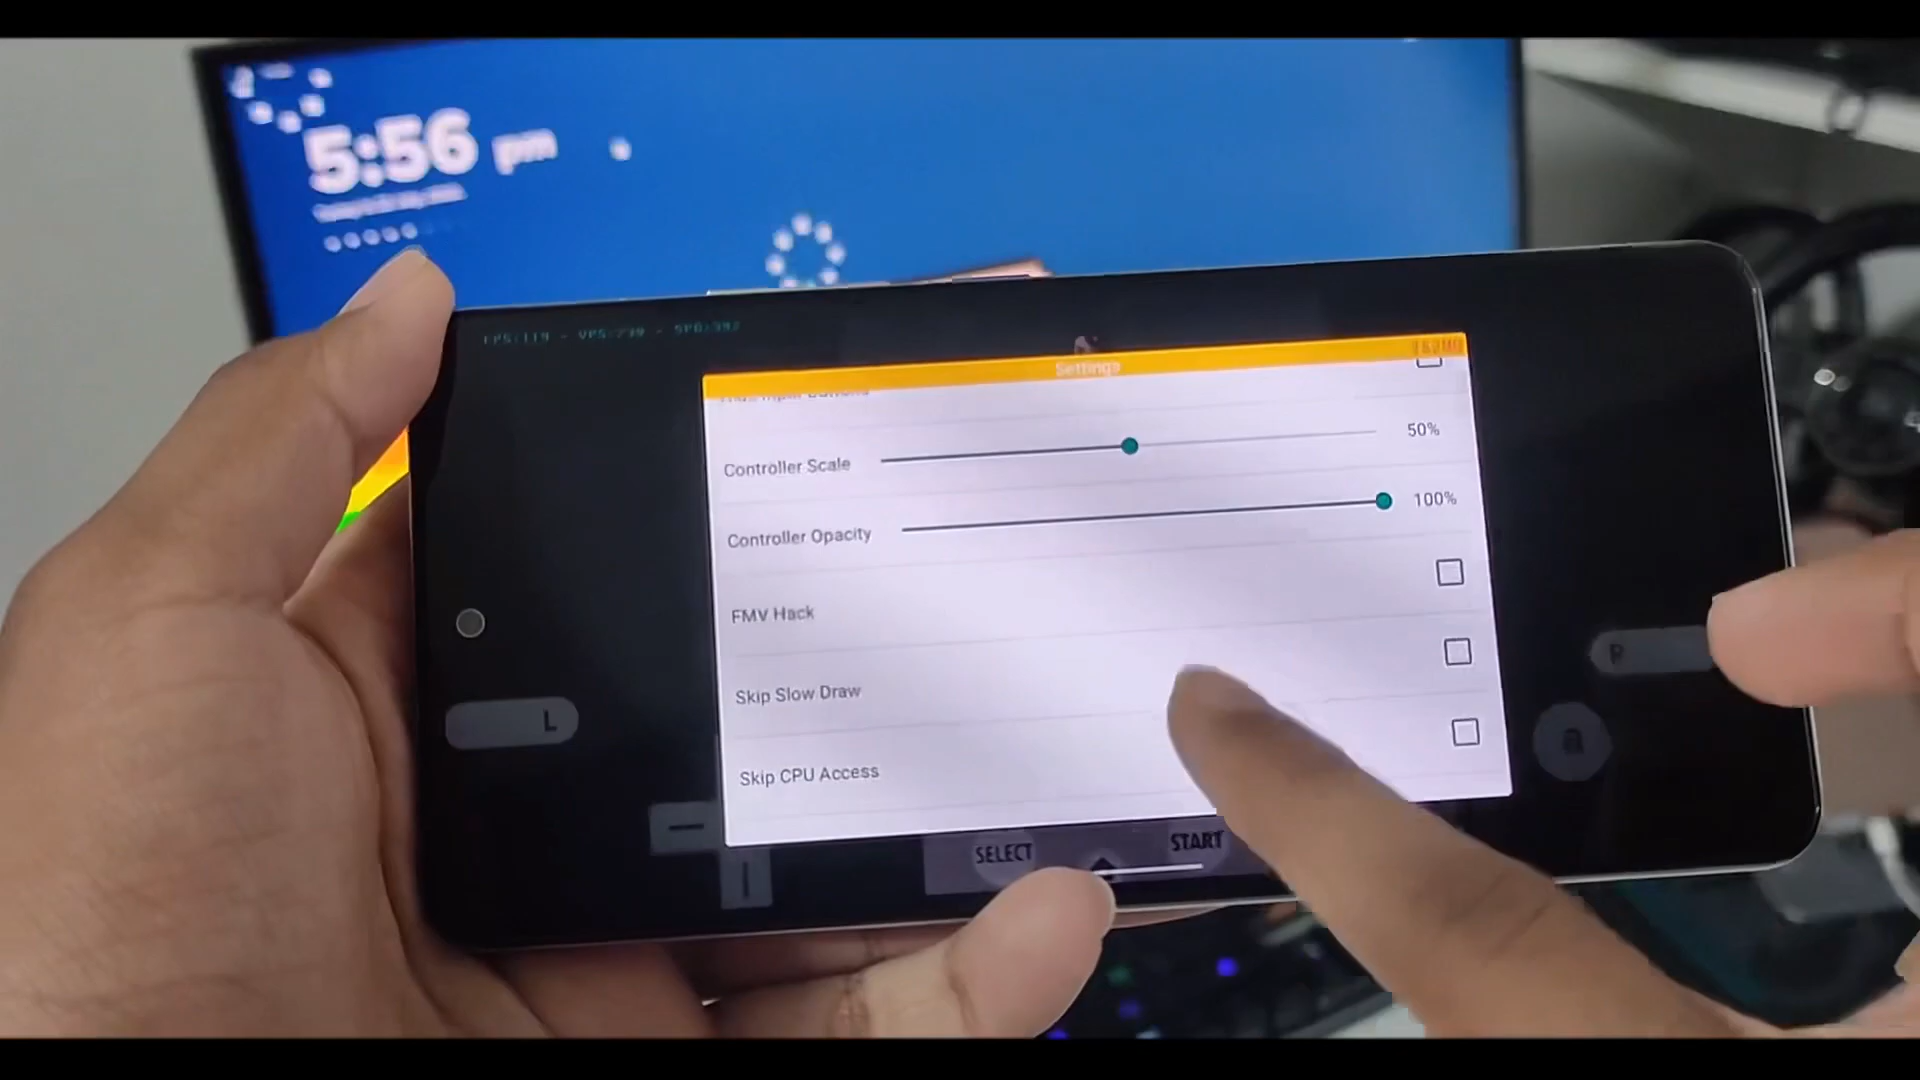 5:56 pm
Settings
Controller Scale 50%
Controller Opacity 100%
FMV Hack
Skip Slow Draw
Skip CPU Access
L
R
SELECT
START